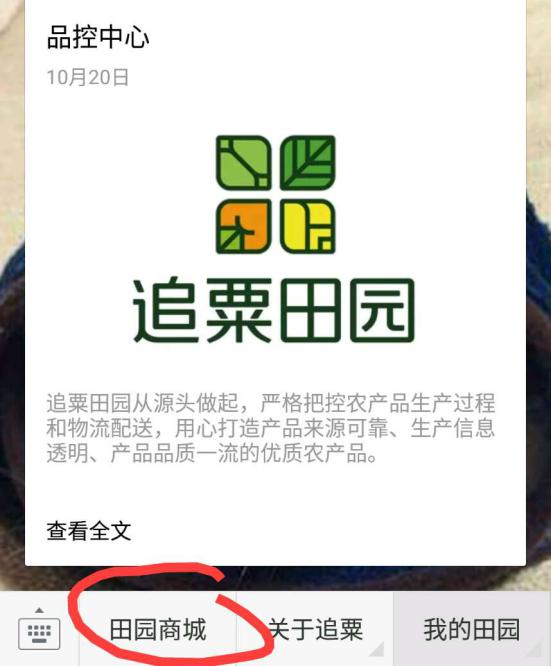 品控中心
10月20日
追粟田园
追粟田园从源头做起，严格把控农产品生产过程
和物流配送，用心打造产品来源可靠、生产信息
透明、产品品质一流的优质农产品。
查看全文
田园商城
关于追粟
我的田园